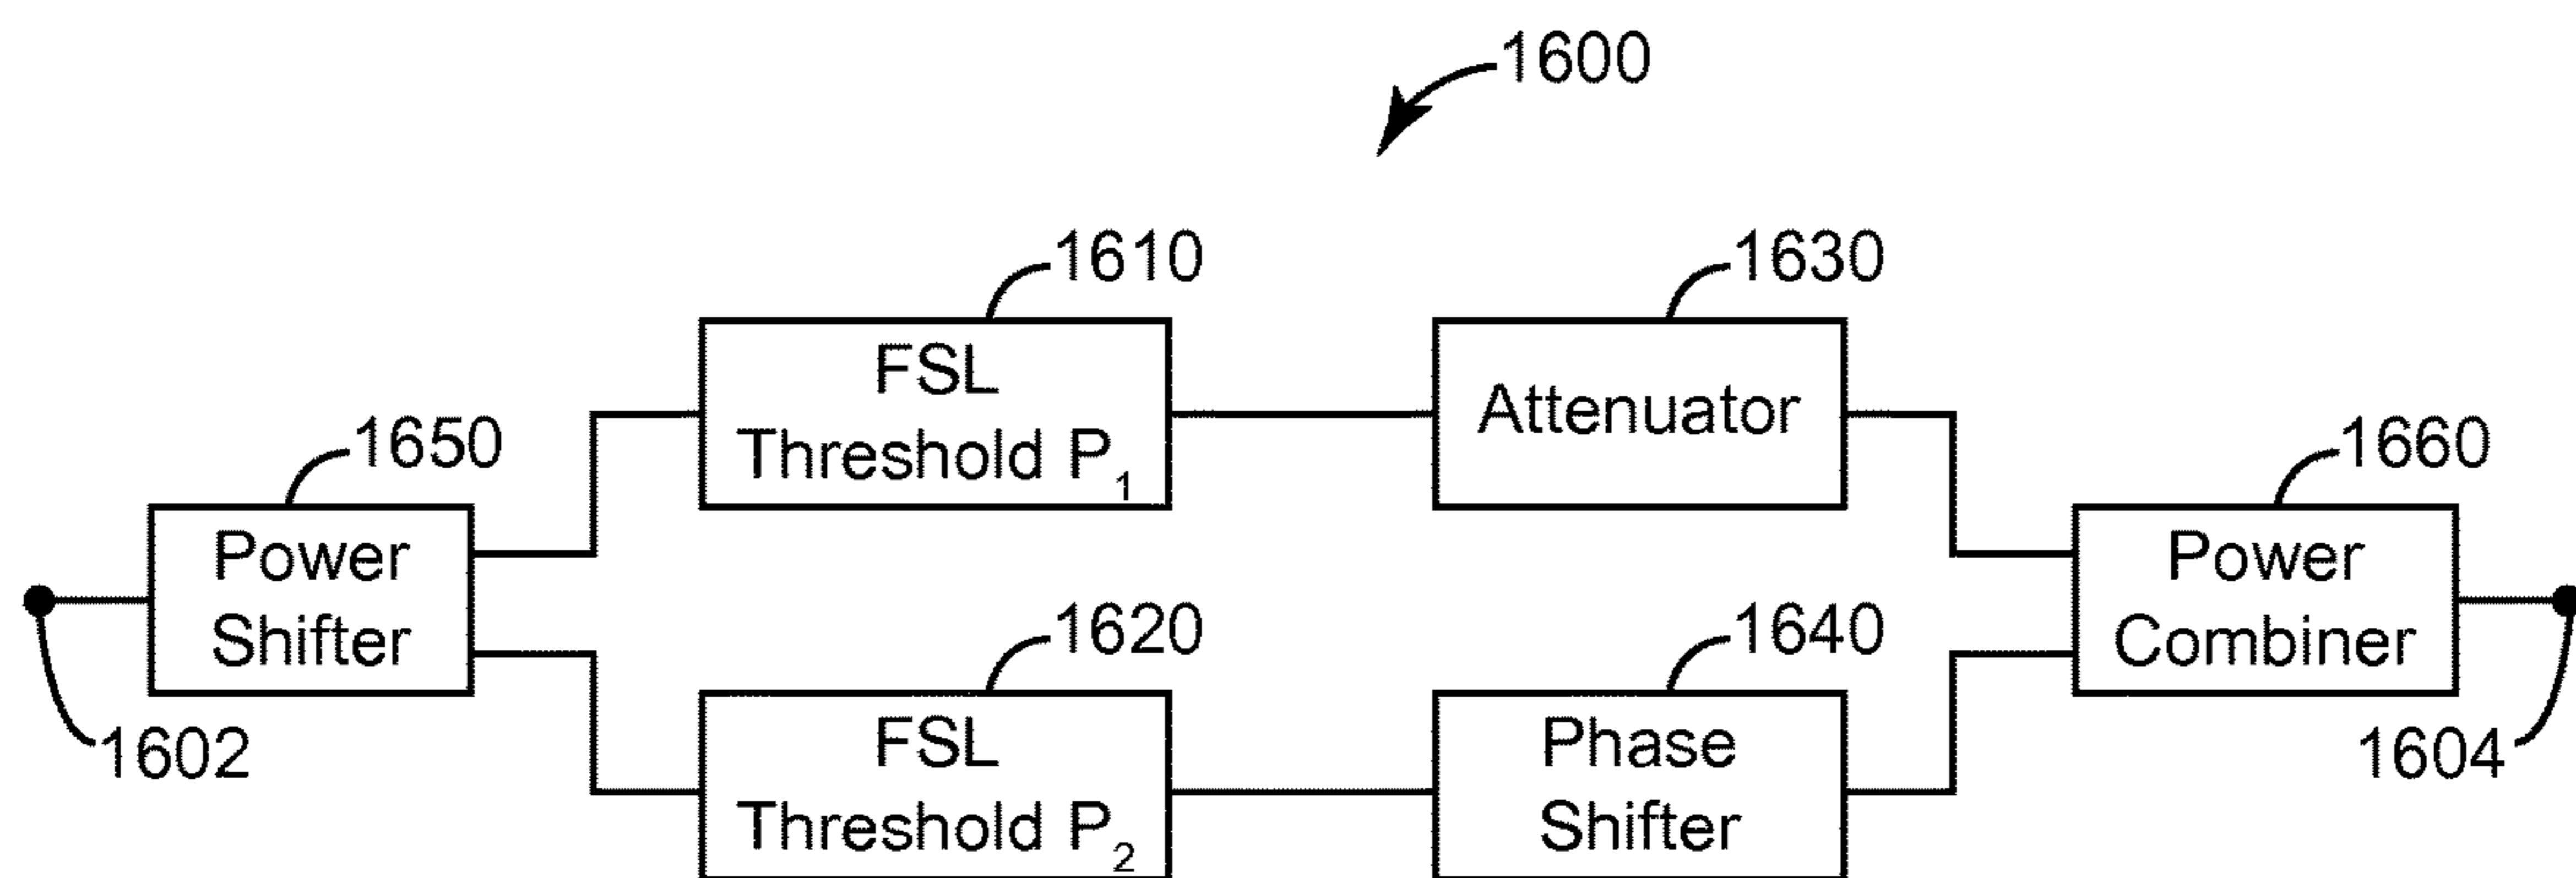 1600
1610
1630
FSL
Threshold P₁
Attenuator
1650
1660
Power
Shifter
Power
Combiner
1620
1640
1602
FSL
Threshold P₂
Phase
Shifter
1604